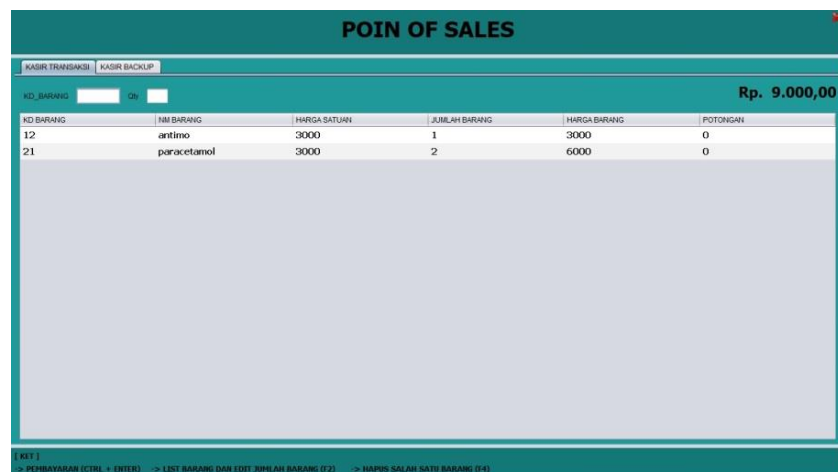 POIN OF SALES
KASIR TRANSAKSI KASIR BACKUP
KD_BARANG Qty Rp. 9.000,00
KD BARANG NM BARANG HARGA SATUAN JUMLAH BARANG HARGA BARANG POTONGAN
12 antimo 3000 1 3000 0
21 paracetamol 3000 2 6000 0
[ KET ]
-> PEMBAYARAN (CTRL + ENTER) -> LIST BARANG DAN EDIT JUMLAH BARANG (F2) -> HAPUS SALAH SATU BARANG (F4)